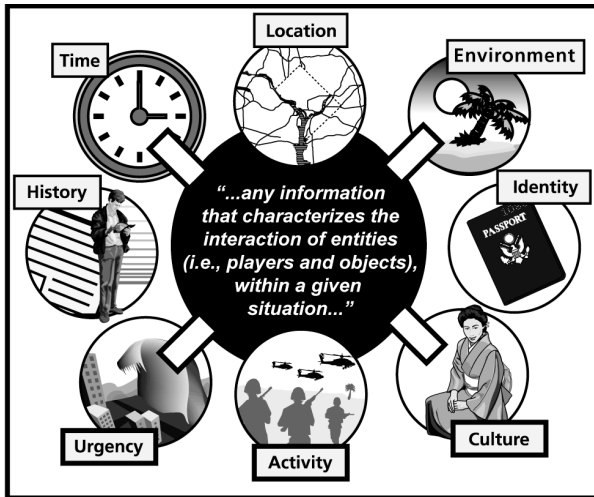 Location
Time
Environment
History
Identity
PASSPORT
"...any information
that characterizes the
interaction of entities
(i.e., players and objects),
within a given
situation..."
Urgency
Activity
Culture